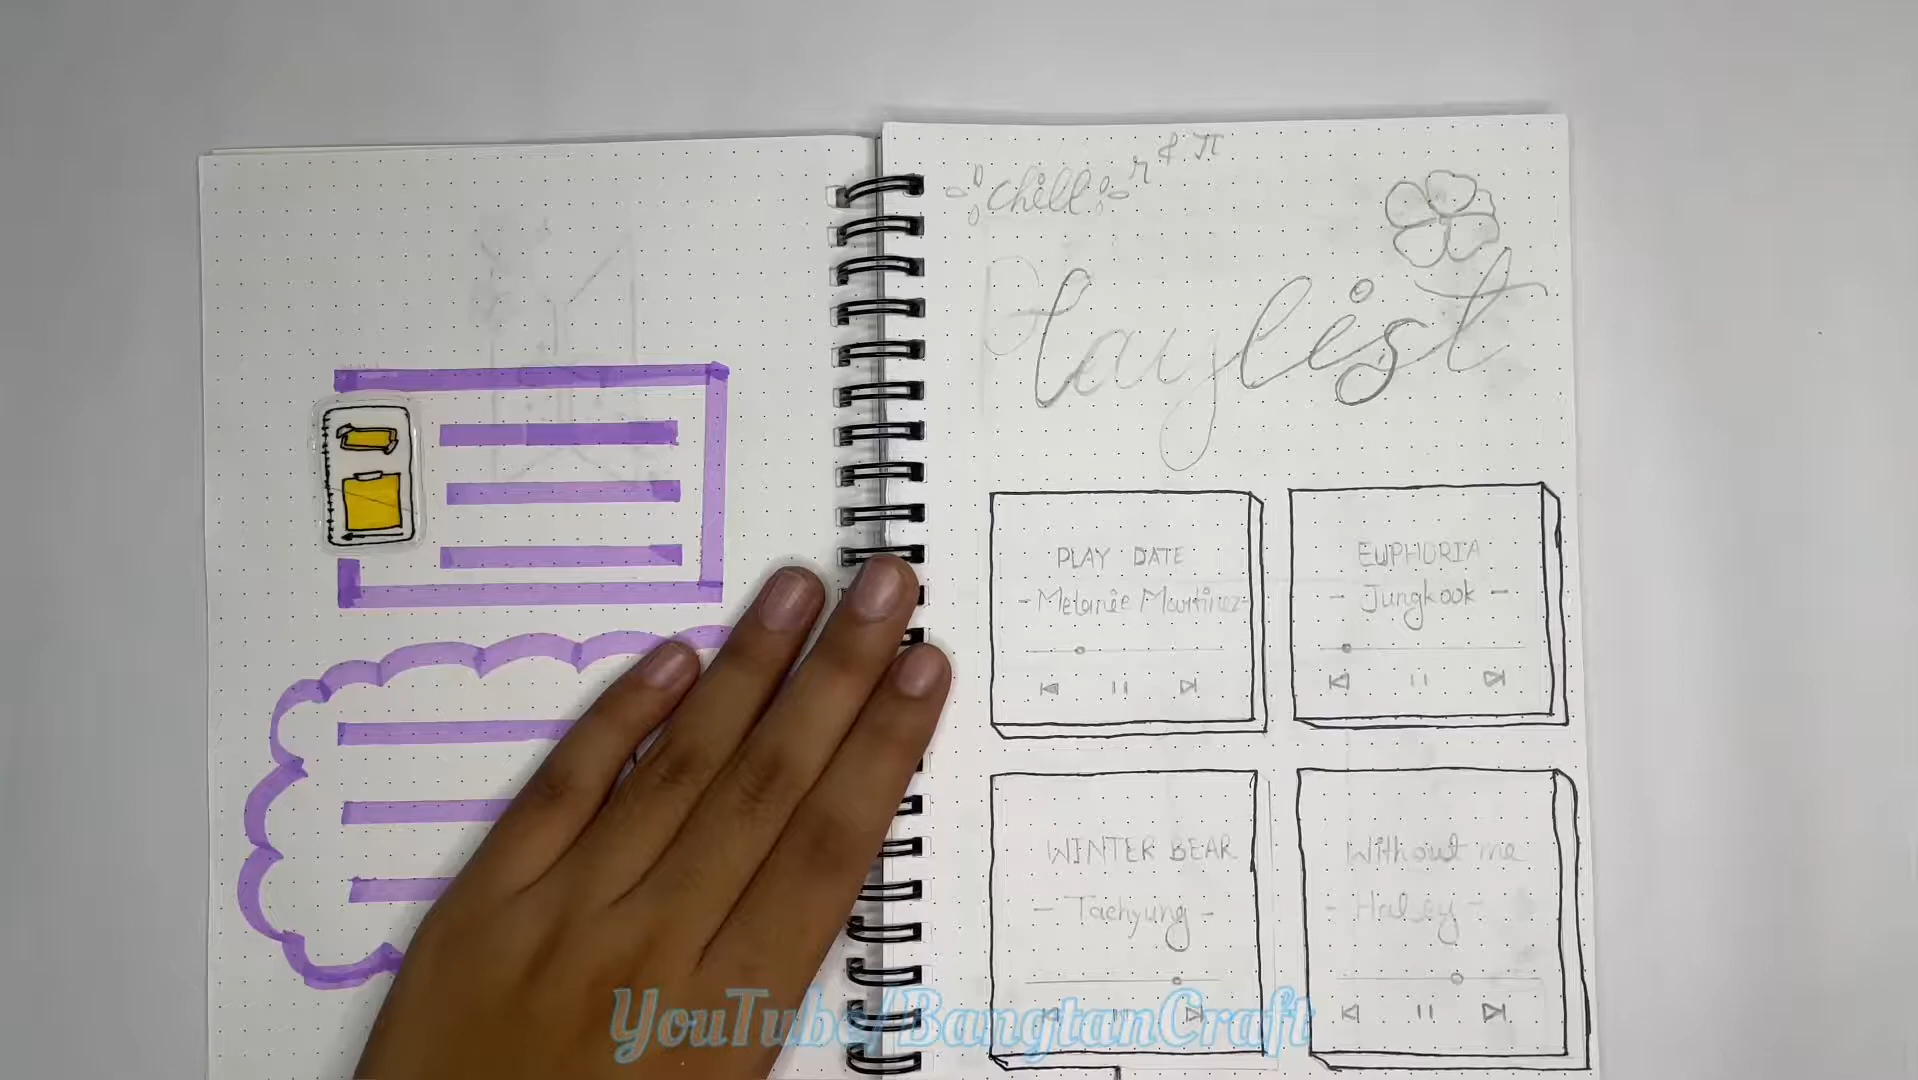 Chill
Playlist
PLAY DATE
-Melanie Martinez-
EUPHORIA
- Jungkook -
WINTER BEAR
- Taehyung -
Without me
- Halsey -
YouTube/BangtanCraft